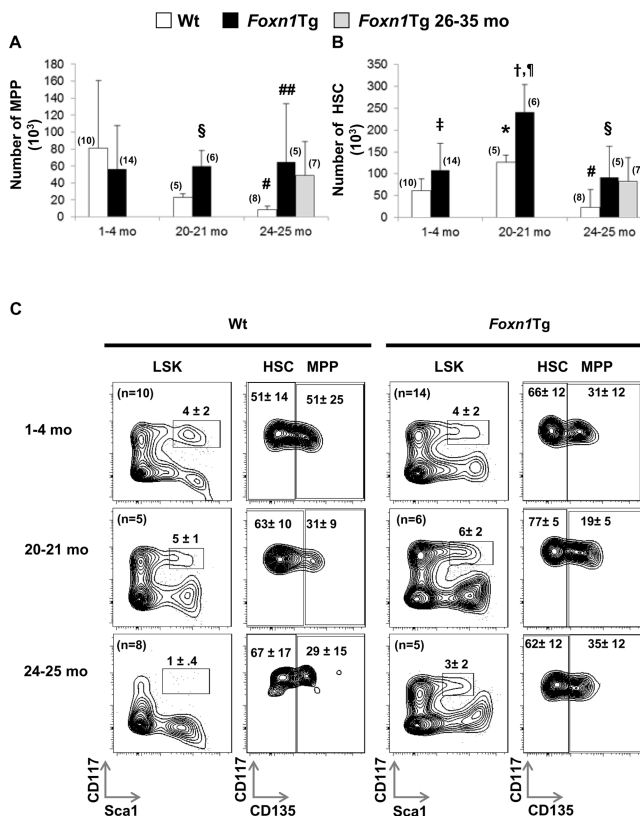 Wt Foxn1Tg Foxn1Tg 26-35 mo
A
Number of MPP
(10³)
180
160
140
120
100
80
60
40
20
0
(10)
(14)
(5)
§
(6)
(8)
#
##
(5)
(7)
1-4 mo 20-21 mo 24-25 mo
B
Number of HSC
(10³)
350
300
250
200
150
100
50
0
(10)
‡
(14)
(5)
*
†,¶
(6)
(8)
#
§
(5)
(7)
1-4 mo 20-21 mo 24-25 mo
C
Wt Foxn1Tg
LSK HSC MPP LSK HSC MPP
1-4 mo
(n=10)
4 ± 2
51± 14 51± 25
(n=14)
4 ± 2
66± 12 31± 12
20-21 mo
(n=5)
5 ± 1
63± 10 31± 9
(n=6)
6± 2
77± 5 19± 5
24-25 mo
(n=8)
1 ± .4
67 ± 17 29 ± 15
(n=5)
3± 2
62± 12 35± 12
CD117
Sca1
CD117
CD135
CD117
Sca1
CD117
CD135